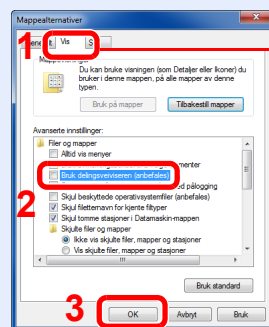 Mappealternativer
1
Vis
Du kan bruke visningen (som Detaljer eller Ikoner) du
bruker i denne mappen, på alle mapper av denne
typen.
Bruk på mapper
Tilbakestill mapper
Avanserte innstillinger:
Filer og mapper
Alltid vis menyer
Bruk delingsveiviseren (anbefales)
pålogging
2
Skjul beskyttede operativsystemfiler (anbefales)
Skjul filetternavn for kjente filtyper
Skjul tomme stasjoner i Datamaskin-mappen
Skjulte filer og mapper
Ikke vis skjulte filer, mapper og stasjoner
Vis skjulte filer, mapper og stasjoner
Bruk standard
3
OK
Avbryt
Bruk